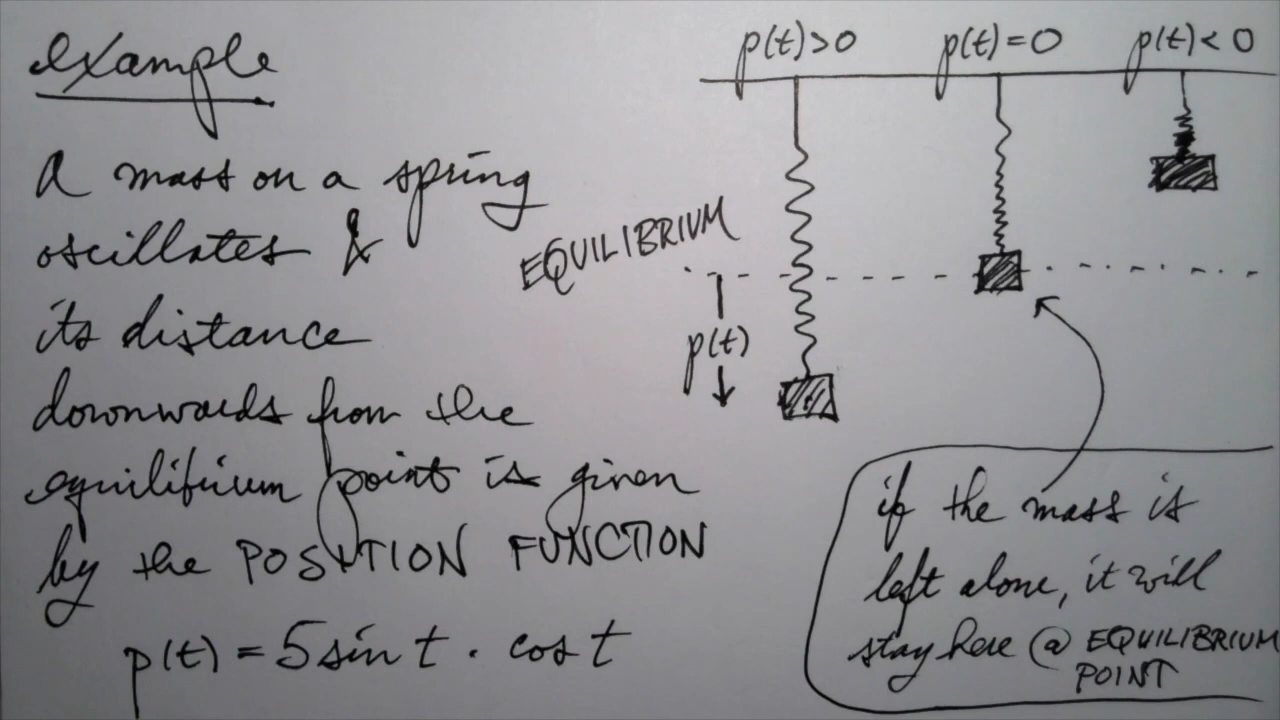 example
A mass on a spring
oscillates &
its distance
downwards from the
equilibrium point is given
by the POSITION FUNCTION
p(t) = 5 sin t · cos t
p(t) > 0
p(t) = 0
p(t) < 0
EQUILIBRIUM
p(t)
if the mass is
left alone, it will
stay here @ EQUILIBRIUM
POINT